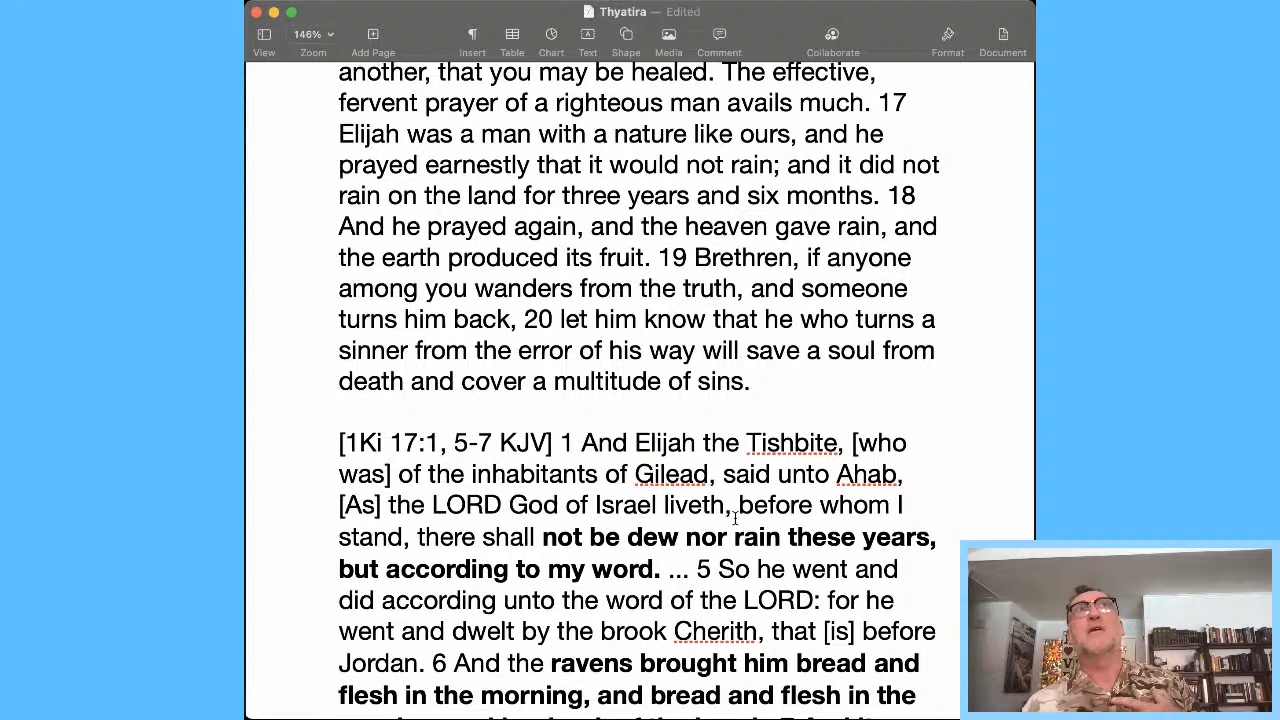 Thyatira — Edited
146%
View Zoom Add Page Insert Table Chart Text Shape Media Comment Collaborate Format Document
another, that you may be healed. The effective,
fervent prayer of a righteous man avails much. 17
Elijah was a man with a nature like ours, and he
prayed earnestly that it would not rain; and it did not
rain on the land for three years and six months. 18
And he prayed again, and the heaven gave rain, and
the earth produced its fruit. 19 Brethren, if anyone
among you wanders from the truth, and someone
turns him back, 20 let him know that he who turns a
sinner from the error of his way will save a soul from
death and cover a multitude of sins.
[1Ki 17:1, 5-7 KJV] 1 And Elijah the Tishbite, [who
was] of the inhabitants of Gilead, said unto Ahab,
[As] the LORD God of Israel liveth, before whom I
stand, there shall not be dew nor rain these years,
but according to my word. ... 5 So he went and
did according unto the word of the LORD: for he
went and dwelt by the brook Cherith, that [is] before
Jordan. 6 And the ravens brought him bread and
flesh in the morning, and bread and flesh in the